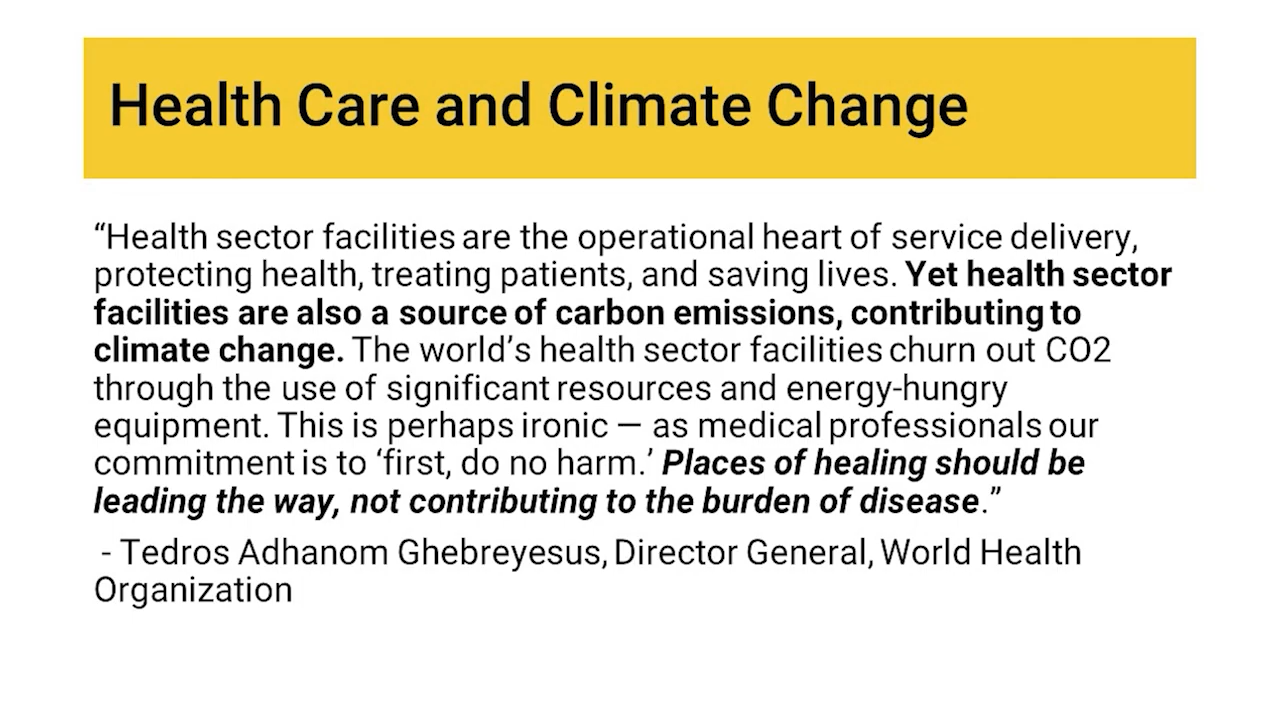 Health Care and Climate Change
“Health sector facilities are the operational heart of service delivery,
protecting health, treating patients, and saving lives. Yet health sector
facilities are also a source of carbon emissions, contributing to
climate change. The world’s health sector facilities churn out CO2
through the use of significant resources and energy-hungry
equipment. This is perhaps ironic — as medical professionals our
commitment is to ‘first, do no harm.’ Places of healing should be
leading the way, not contributing to the burden of disease.”
- Tedros Adhanom Ghebreyesus, Director General, World Health
Organization